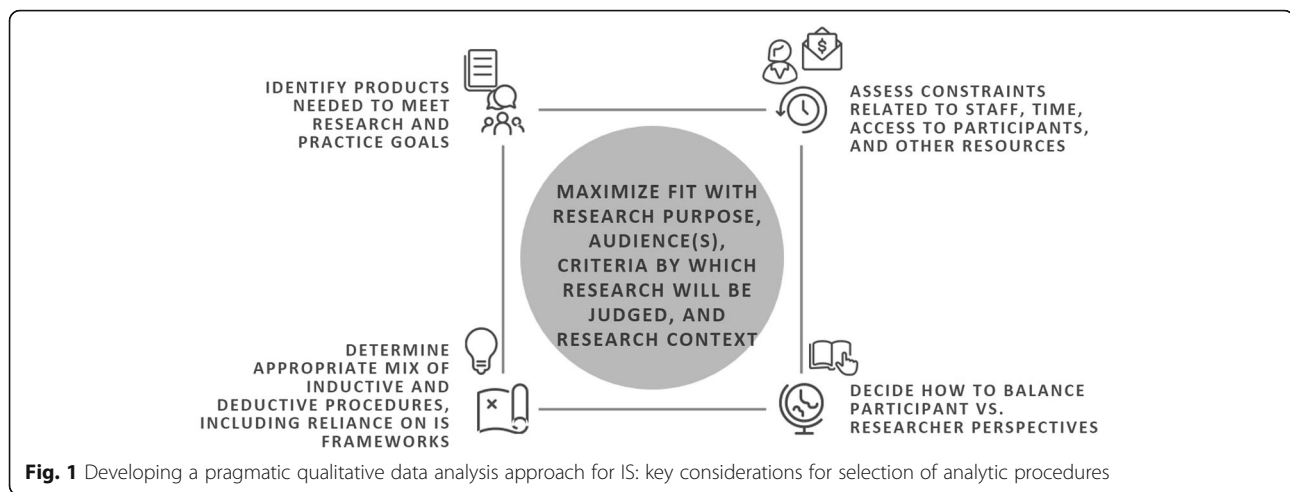 IDENTIFY PRODUCTS
NEEDED TO MEET
RESEARCH AND
PRACTICE GOALS
$
ASSESS CONSTRAINTS
RELATED TO STAFF, TIME,
ACCESS TO PARTICIPANTS,
AND OTHER RESOURCES
MAXIMIZE FIT WITH
RESEARCH PURPOSE,
AUDIENCE(S),
CRITERIA BY WHICH
RESEARCH WILL BE
JUDGED, AND
RESEARCH CONTEXT
DETERMINE
APPROPRIATE MIX OF
INDUCTIVE AND
DEDUCTIVE PROCEDURES,
INCLUDING RELIANCE ON IS
FRAMEWORKS
DECIDE HOW TO BALANCE
PARTICIPANT VS.
RESEARCHER PERSPECTIVES
Fig. 1 Developing a pragmatic qualitative data analysis approach for IS: key considerations for selection of analytic procedures